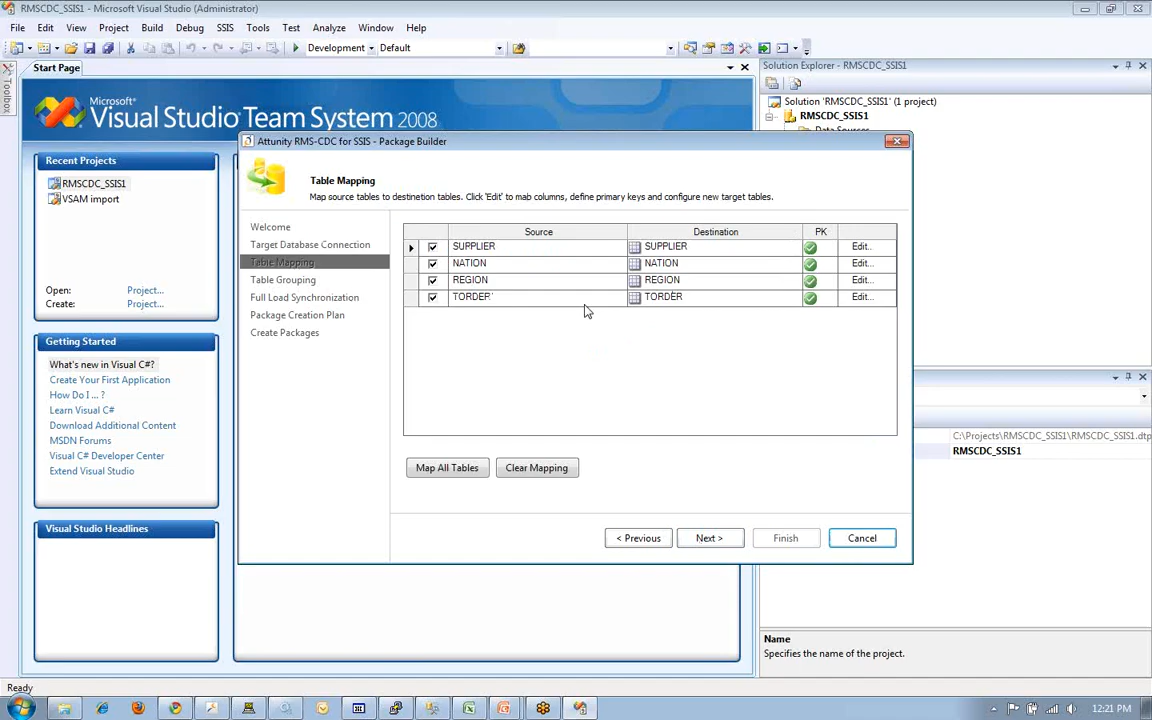 RMSCDC_SSIS1 - Microsoft Visual Studio (Administrator)
File Edit View Project Build Debug SSIS Tools Test Analyze Window Help
Development Default
Toolbox
Start Page
Microsoft®
Visual Studio Team System 2008
Recent Projects
RMSCDC_SSIS1
VSAM import
Open: Project...
Create: Project...
Getting Started
What's new in Visual C#?
Create Your First Application
How Do I ... ?
Learn Visual C#
Download Additional Content
MSDN Forums
Visual C# Developer Center
Extend Visual Studio
Visual Studio Headlines
Attunity RMS-CDC for SSIS - Package Builder
Table Mapping
Map source tables to destination tables. Click 'Edit' to mab columns, define primary keys and configure new target tables.
Welcome
Target Database Connection
Table Mapping
Table Grouping
Full Load Synchronization
Package Creation Plan
Create Packages
Source Destination PK
SUPPLIER SUPPLIER Edit...
NATION NATION Edit...
REGION REGION Edit...
TORDER TORDER Edit...
Map All Tables Clear Mapping
< Previous Next > Finish Cancel
Solution Explorer - RMSCDC_SSIS1
Solution 'RMSCDC_SSIS1' (1 project)
RMSCDC_SSIS1
Data Sources
C:\Projects\RMSCDC_SSIS1\RMSCDC_SSIS1.dtp
RMSCDC_SSIS1
Name
Specifies the name of the project.
Ready
12:21 PM